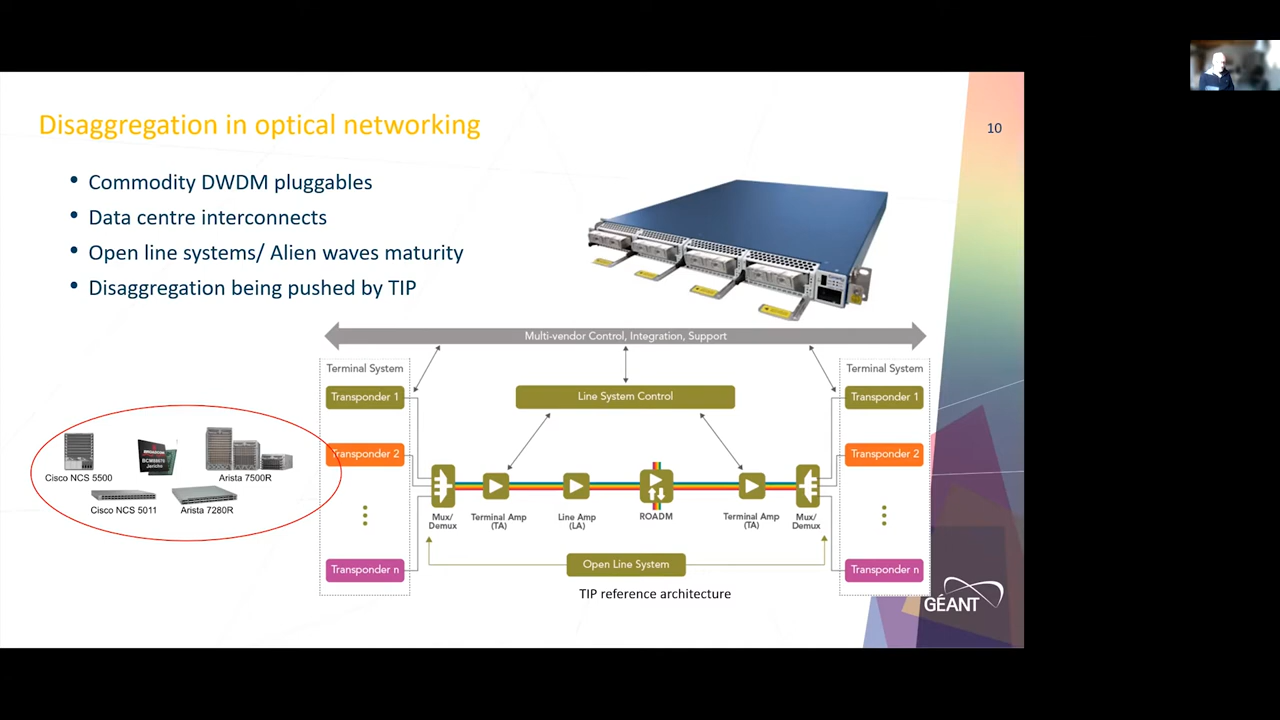 Disaggregation in optical networking
10
• Commodity DWDM pluggables
• Data centre interconnects
• Open line systems/ Alien waves maturity
• Disaggregation being pushed by TIP
Multi-vendor Control, Integration, Support
Terminal System
Terminal System
Transponder 1
Line System Control
Transponder 1
Transponder 2
Transponder 2
BCM88670
Jericho
Cisco NCS 5500
Arista 7500R
Cisco NCS 5011
Arista 7280R
Mux/
Demux
Terminal Amp
(TA)
Line Amp
(LA)
ROADM
Terminal Amp
(TA)
Mux/
Demux
Transponder n
Open Line System
Transponder n
TIP reference architecture
GÉANT